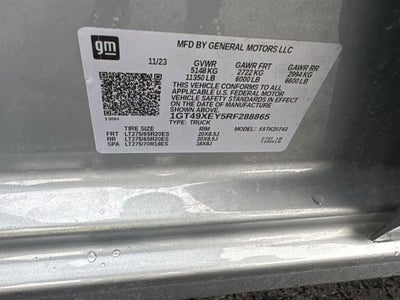 gm
MFD BY GENERAL MOTORS LLC
11/23 GVWR GAWR FRT GAWR RR
5148 KG 2722 KG 2994 KG
11350 LB 6000 LB 6600 LB
THIS VEHICLE CONFORMS TO ALL
APPLICABLE U.S. FEDERAL MOTOR
VEHICLE SAFETY STANDARDS IN EFFECT
ON THE DATE OF MANUFACTURE
SHOWN ABOVE.
1GT49XEY5RF288865
TYPE: TRUCK
TIRE SIZE RIM MODEL: SSTK20743
FRT LT275/65R20ES 20X8.5J
RR LT275/65R20ES 20X8.5J
SPA LT275/70R18ES 18X8J